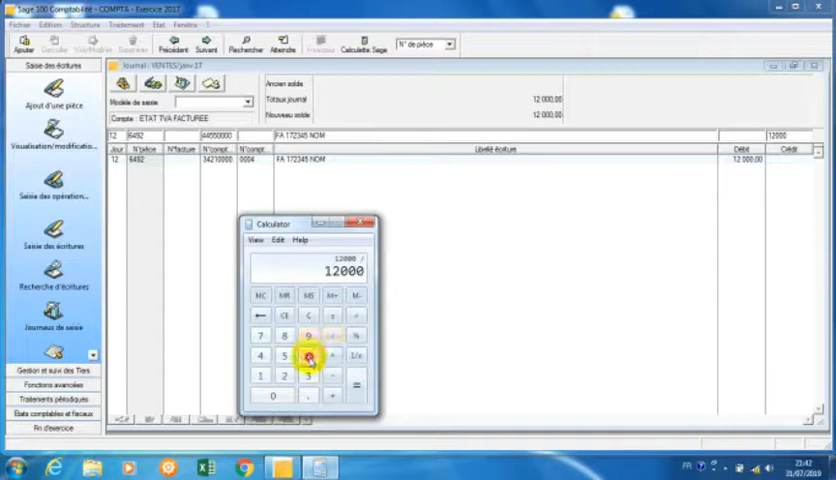 Sage 100 Comptabilité - COMPTA - Exercice 2017
Fichier Edition Structure Traitement Etat Fenêtre ?
Ajouter
Précédent
Suivant
Rechercher
Atteindre
Calculette Sage
N° de pièce
Saisie des écritures
Ajout d'une pièce
Visualisation/modificatio...
Saisie des opération...
Saisie des écritures
Recherche d'écritures
Journaux de saisie
Gestion et suivi des Tiers
Fonctions avancées
Traitements périodiques
Etats comptables et fiscaux
Fin d'exercice
Journal : VENTES/janv.17
Modèle de saisie
Compte : ETAT TVA FACTUREE
Ancien solde
Totaux journal 12 000,00
Nouveau solde 12 000,00
12 6492 44550000 FA 172345 NOM 12000
Jour N°pièce N°facture N°compt... N°compt... Libellé écriture Débit Crédit
12 6492 34210000 0004 FA 172345 NOM 12 000,00
Calculator
View Edit Help
12000 /
12000
MC MR MS M+ M-
← CE C ± √
7 8 9 %
4 5 * 1/x
1 2 3 - =
0 . +
FR
21:42
31/07/2019